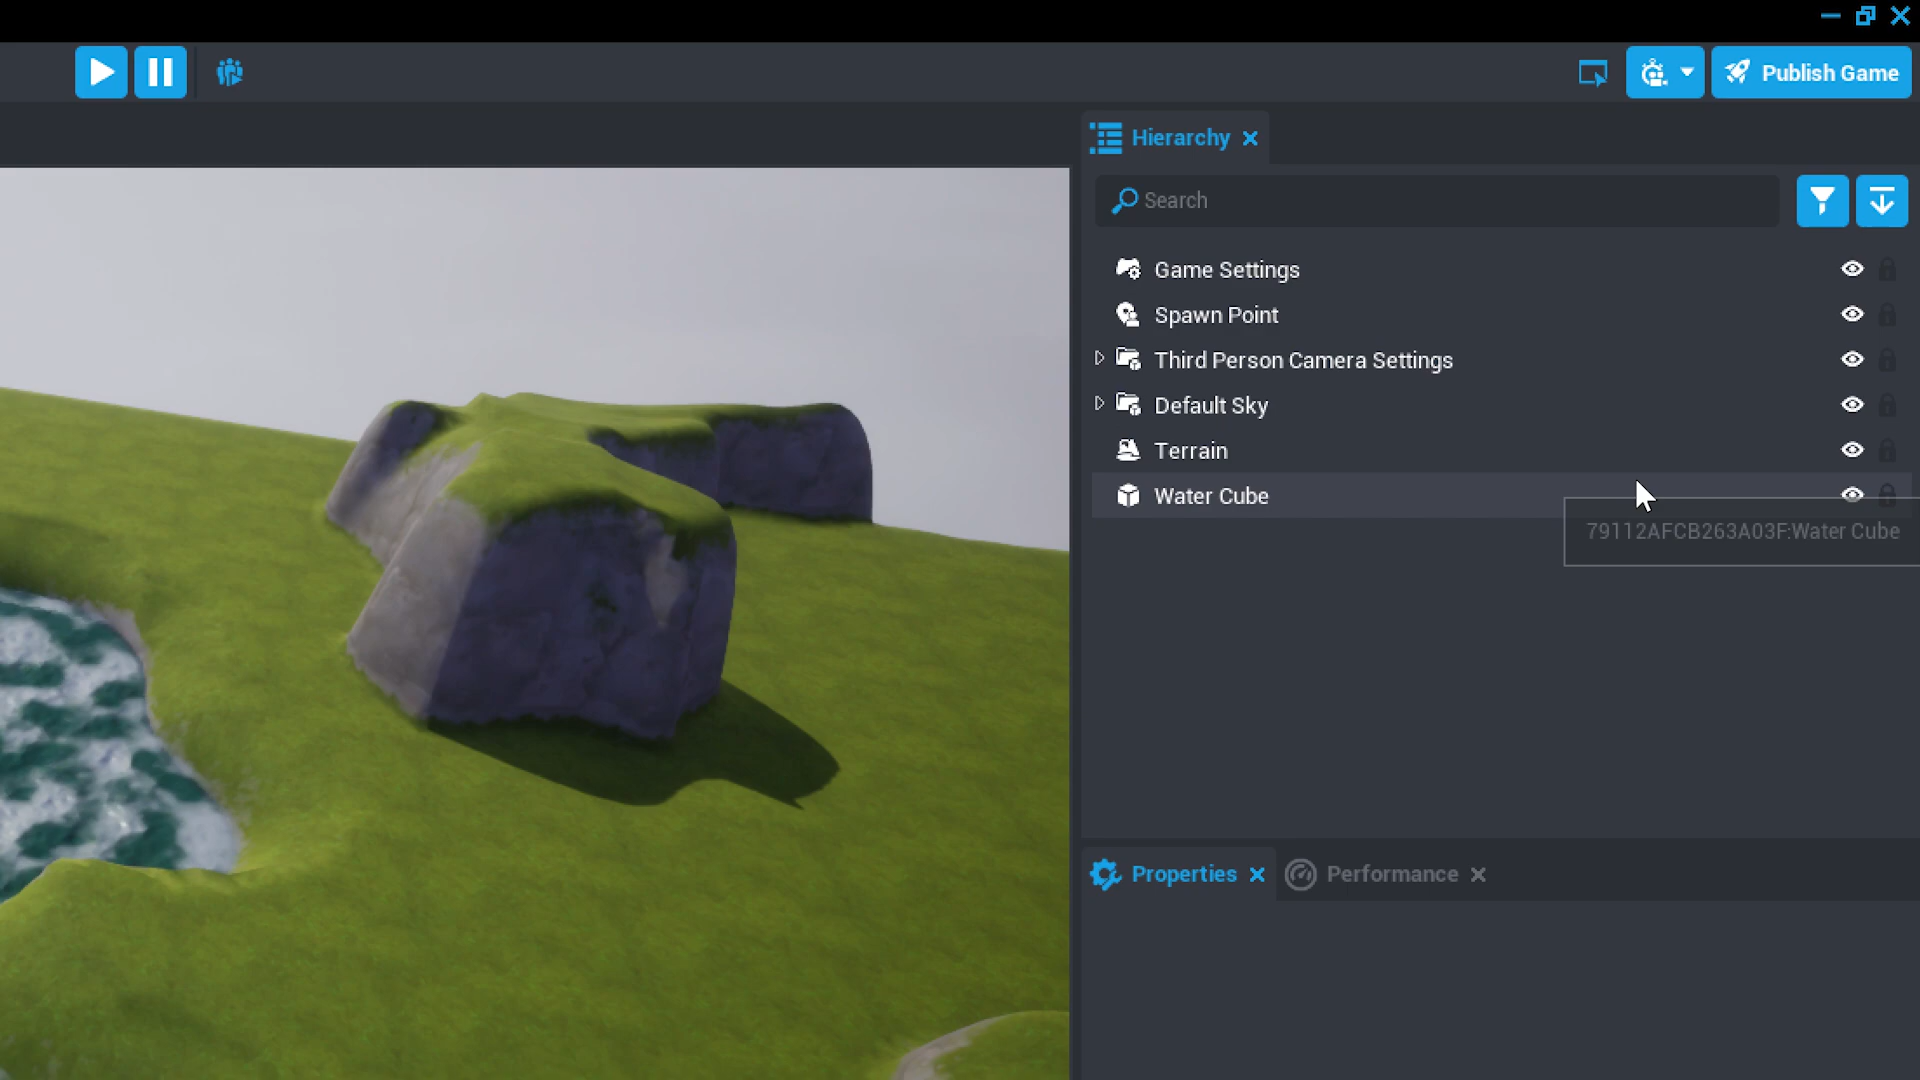 Publish Game
Hierarchy
Search
Game Settings
Spawn Point
Third Person Camera Settings
Default Sky
Terrain
Water Cube
79112AFCB263A03F:Water Cube
Properties
Performance